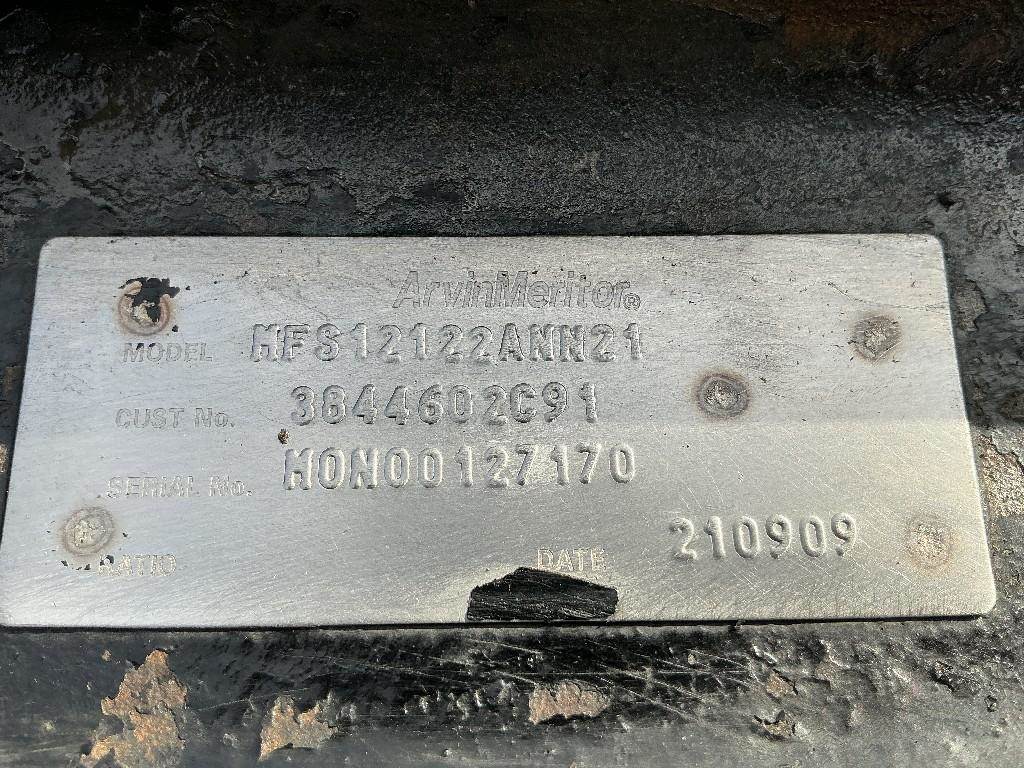 ArvinMeritor®
MODEL MFS12122ANN21
CUST No. 3844602C91
SERIAL No. MON00127170
RATIO DATE 210909